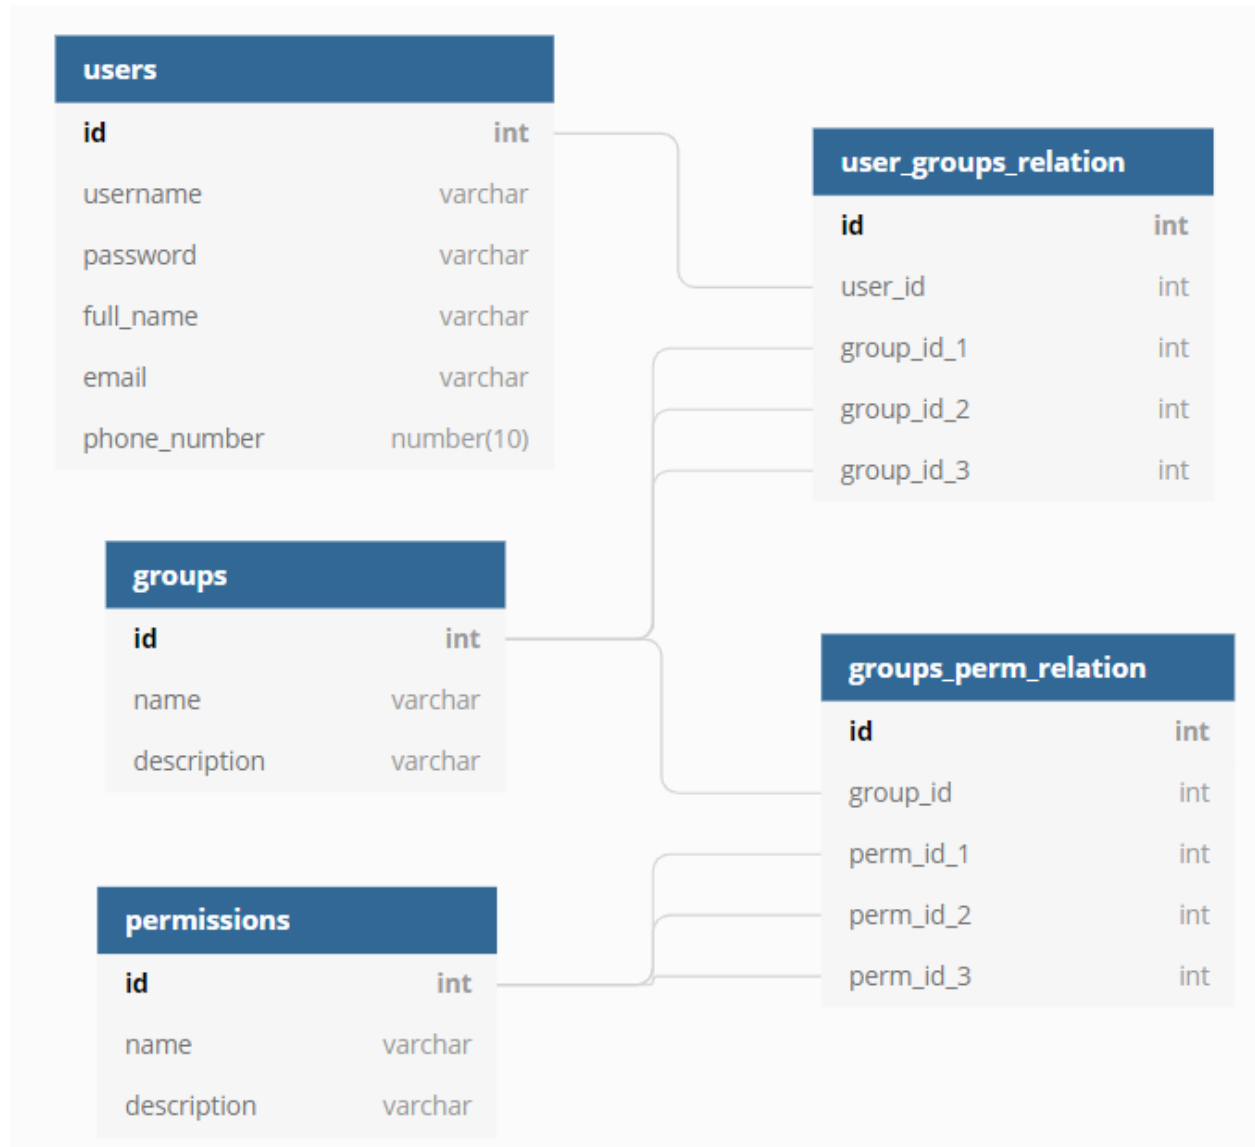 users
id int
username varchar
password varchar
full_name varchar
email varchar
phone_number number(10)
user_groups_relation
id int
user_id int
group_id_1 int
group_id_2 int
group_id_3 int
groups
id int
name varchar
description varchar
groups_perm_relation
id int
group_id int
perm_id_1 int
perm_id_2 int
perm_id_3 int
permissions
id int
name varchar
description varchar